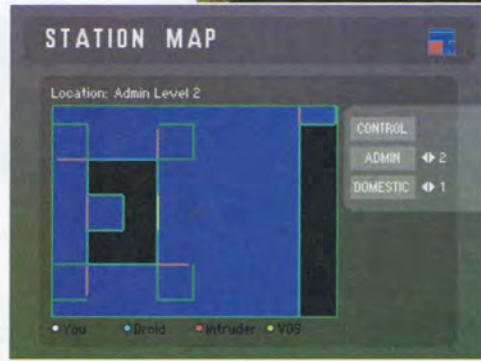 STATION MAP
Location: Admin Level 2
CONTROL
ADMIN 2
DOMESTIC 1
You Droid Intruder VOS